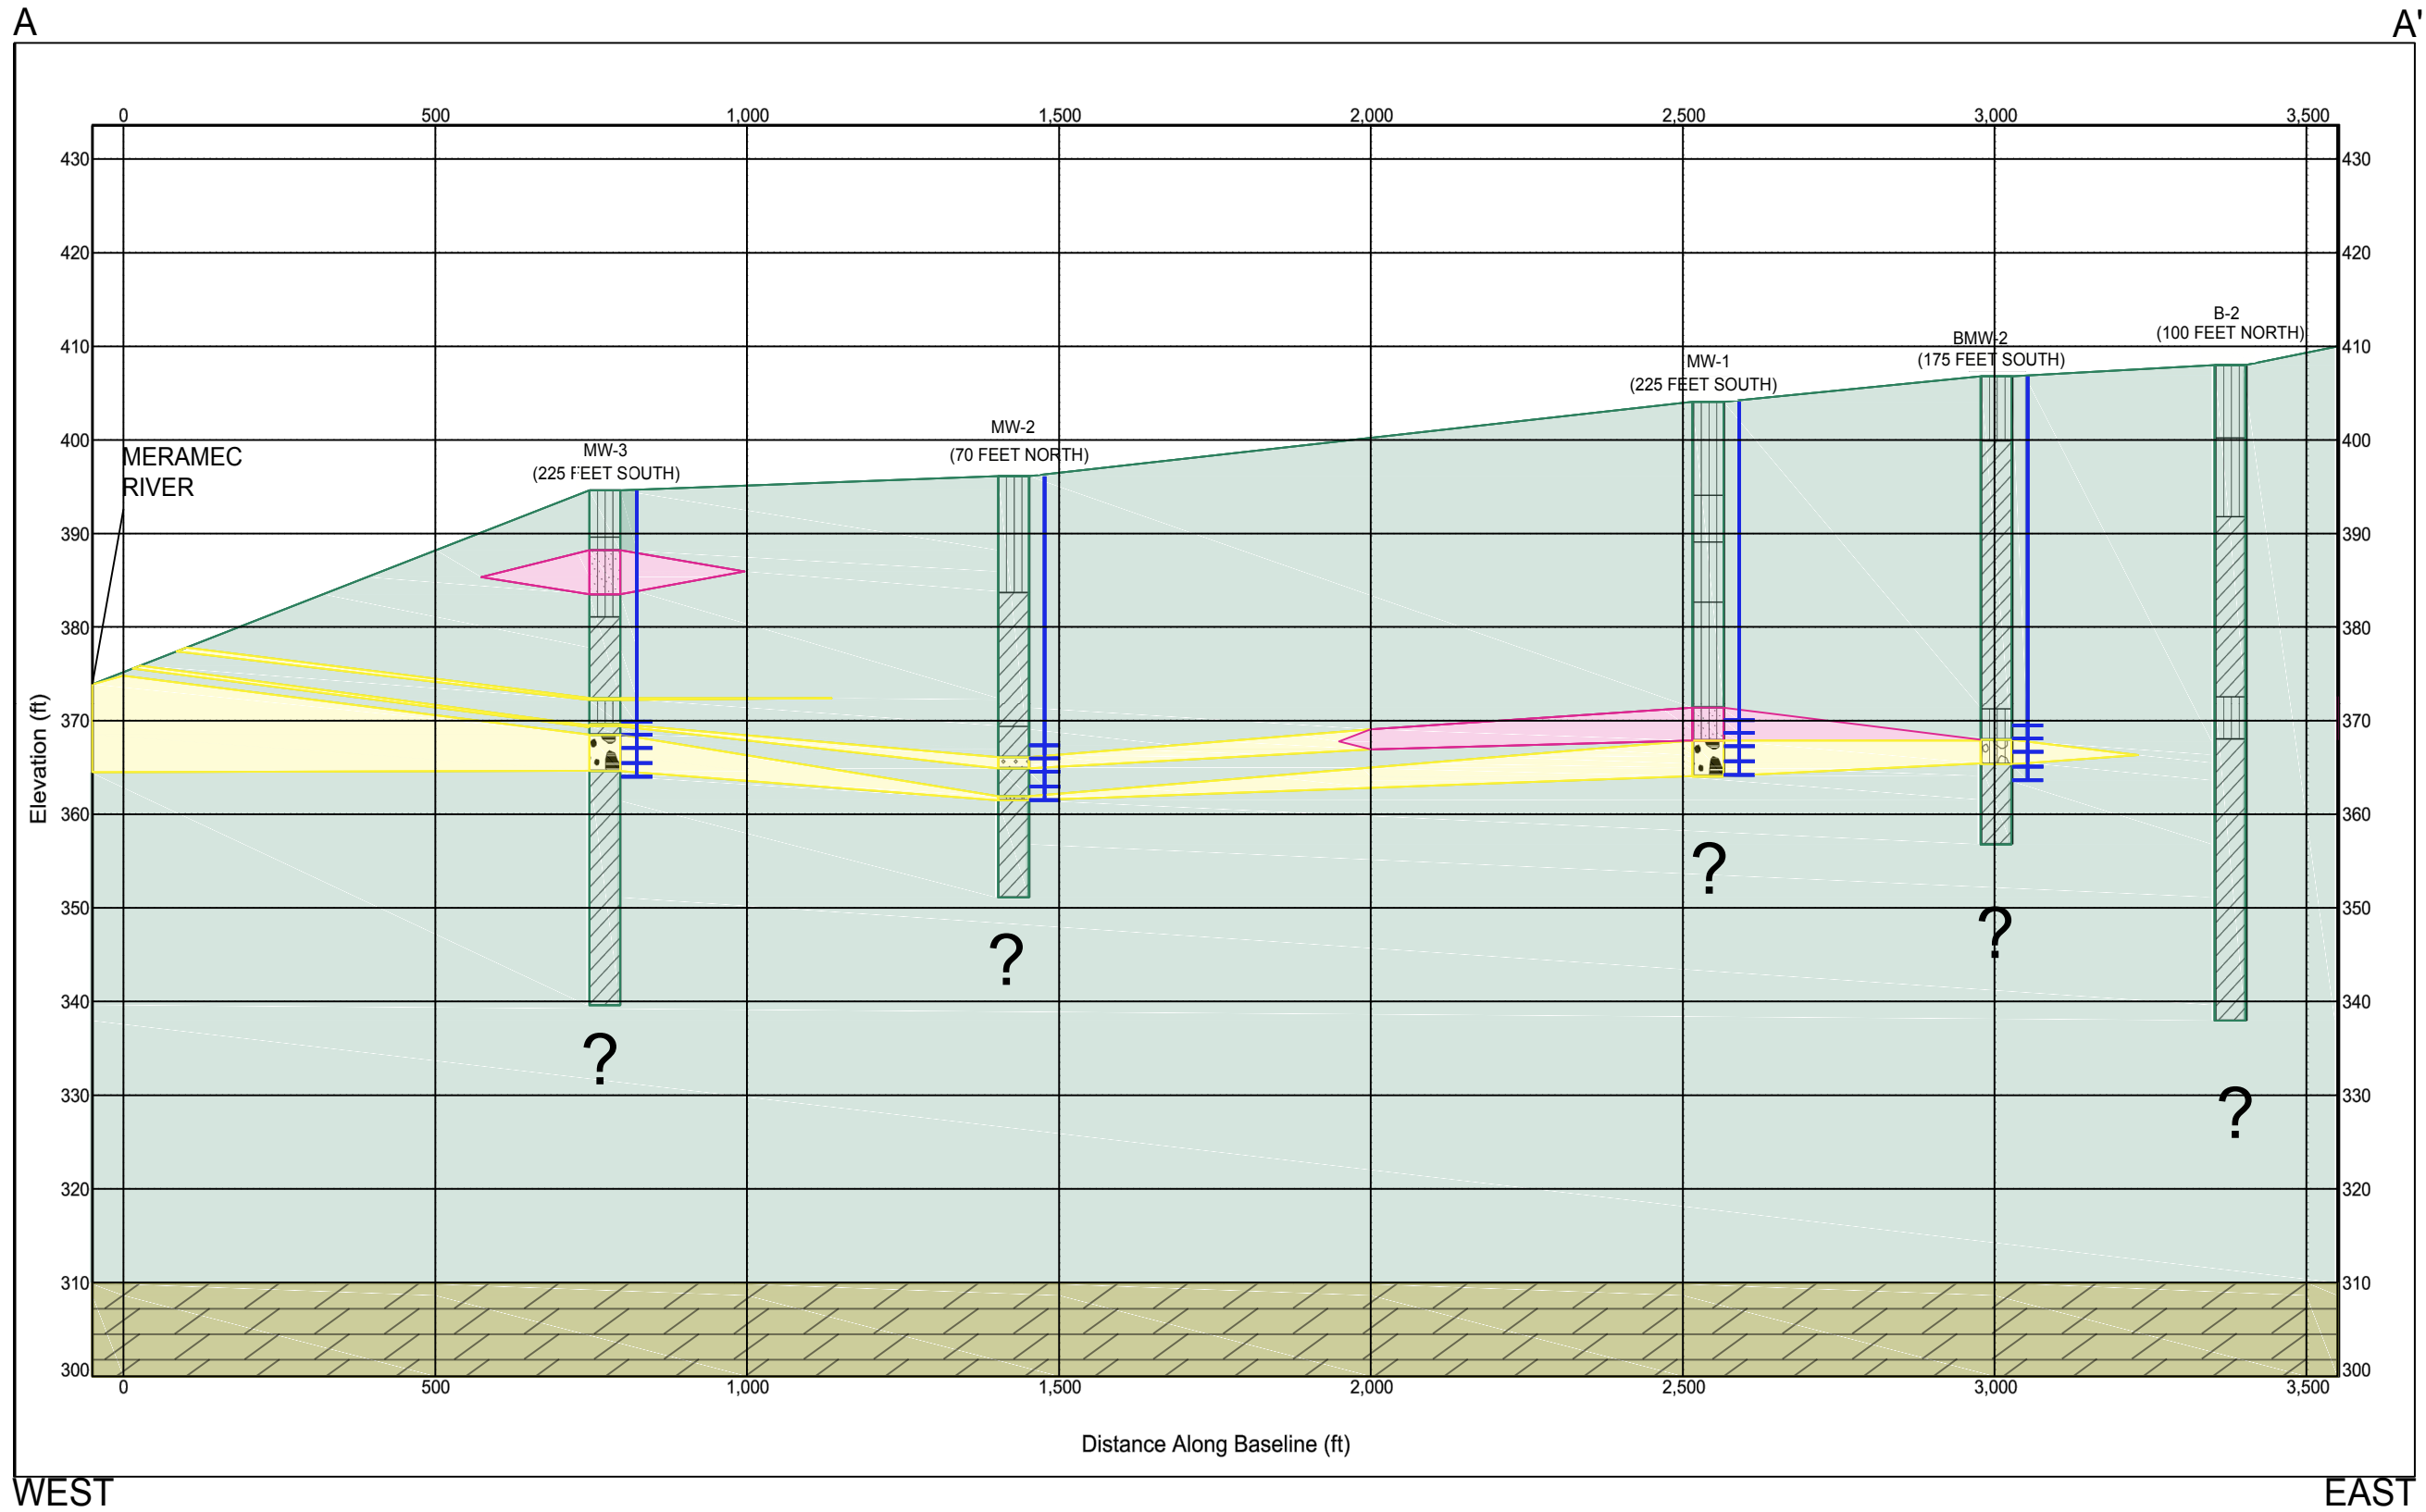 A A'
0 500 1,000 1,500 2,000 2,500 3,000 3,500
430 430
420 420
B-2
(100 FEET NORTH)
410 410
BMW-2
(175 FEET SOUTH)
MW-1
(225 FEET SOUTH)
MW-2
(70 FEET NORTH)
400 400
MW-3
(225 FEET SOUTH)
MERAMEC
RIVER
390 390
380 380
370 370
Elevation (ft)
360 360
?
350 350
?
?
340 340
?
330 330
?
320 320
310 310
300 300
0 500 1,000 1,500 2,000 2,500 3,000 3,500
Distance Along Baseline (ft)
WEST EAST